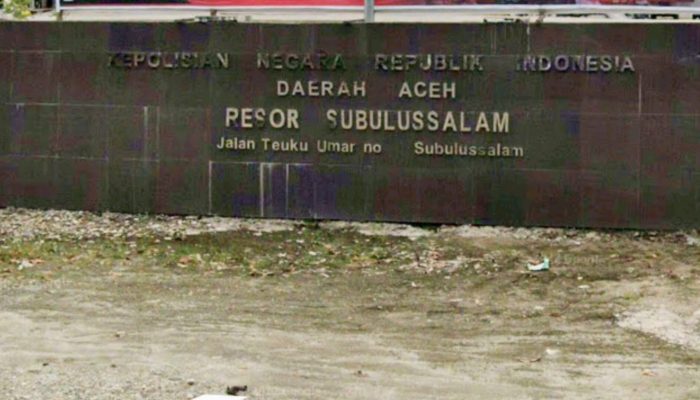 KEPOLISIAN NEGARA REPUBLIK INDONESIA
DAERAH ACEH
RESOR SUBULUSSALAM
Jalan Teuku Umar no Subulussalam